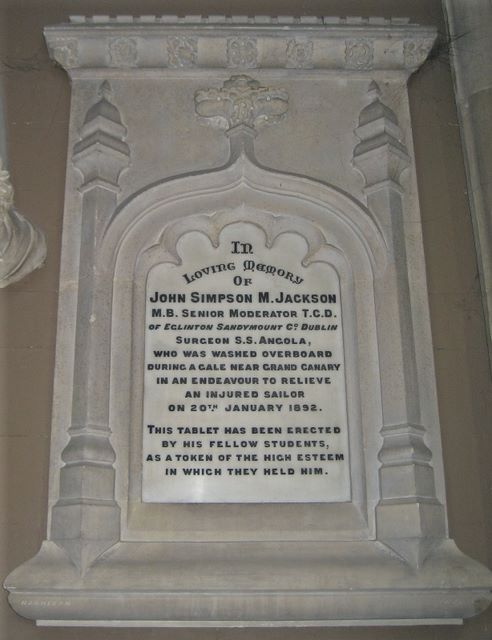 In
Loving Memory
Of
John Simpson M. Jackson
M.B. Senior Moderator T.C.D.
of Eglinton Sandymount Co. Dublin
Surgeon S.S. Angola,
who was washed overboard
during a gale near Grand Canary
in an endeavour to relieve
an injured sailor
on 20th January 1892.
This tablet has been erected
by his fellow students,
as a token of the high esteem
in which they held him.